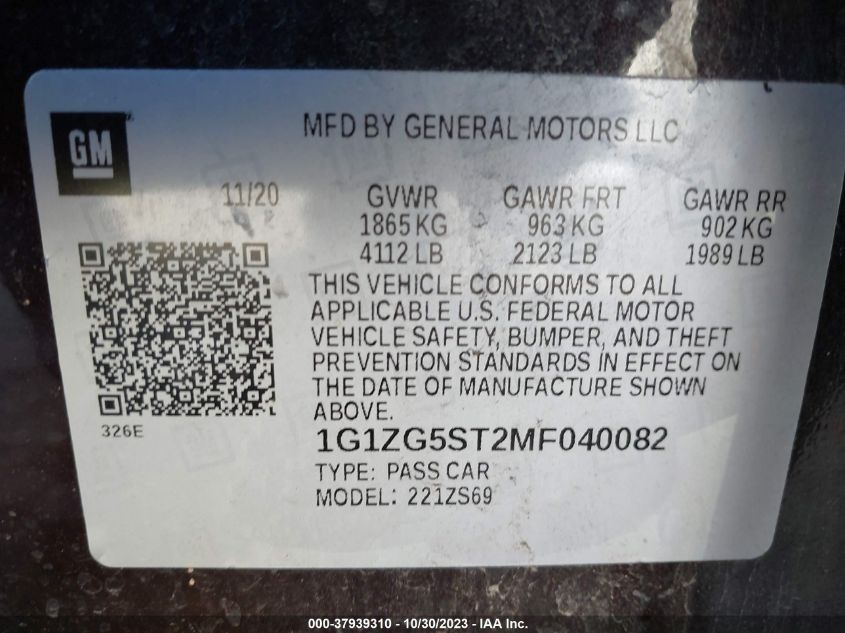 GM
MFD BY GENERAL MOTORS LLC
11/20
GVWR GAWR FRT GAWR RR
1865 KG 963 KG 902 KG
4112 LB 2123 LB 1989 LB
THIS VEHICLE CONFORMS TO ALL
APPLICABLE U.S. FEDERAL MOTOR
VEHICLE SAFETY, BUMPER, AND THEFT
PREVENTION STANDARDS IN EFFECT ON
THE DATE OF MANUFACTURE SHOWN
ABOVE.
326E
1G1ZG5ST2MF040082
TYPE: PASS CAR
MODEL: 221ZS69
000-37939310 - 10/30/2023 - IAA Inc.